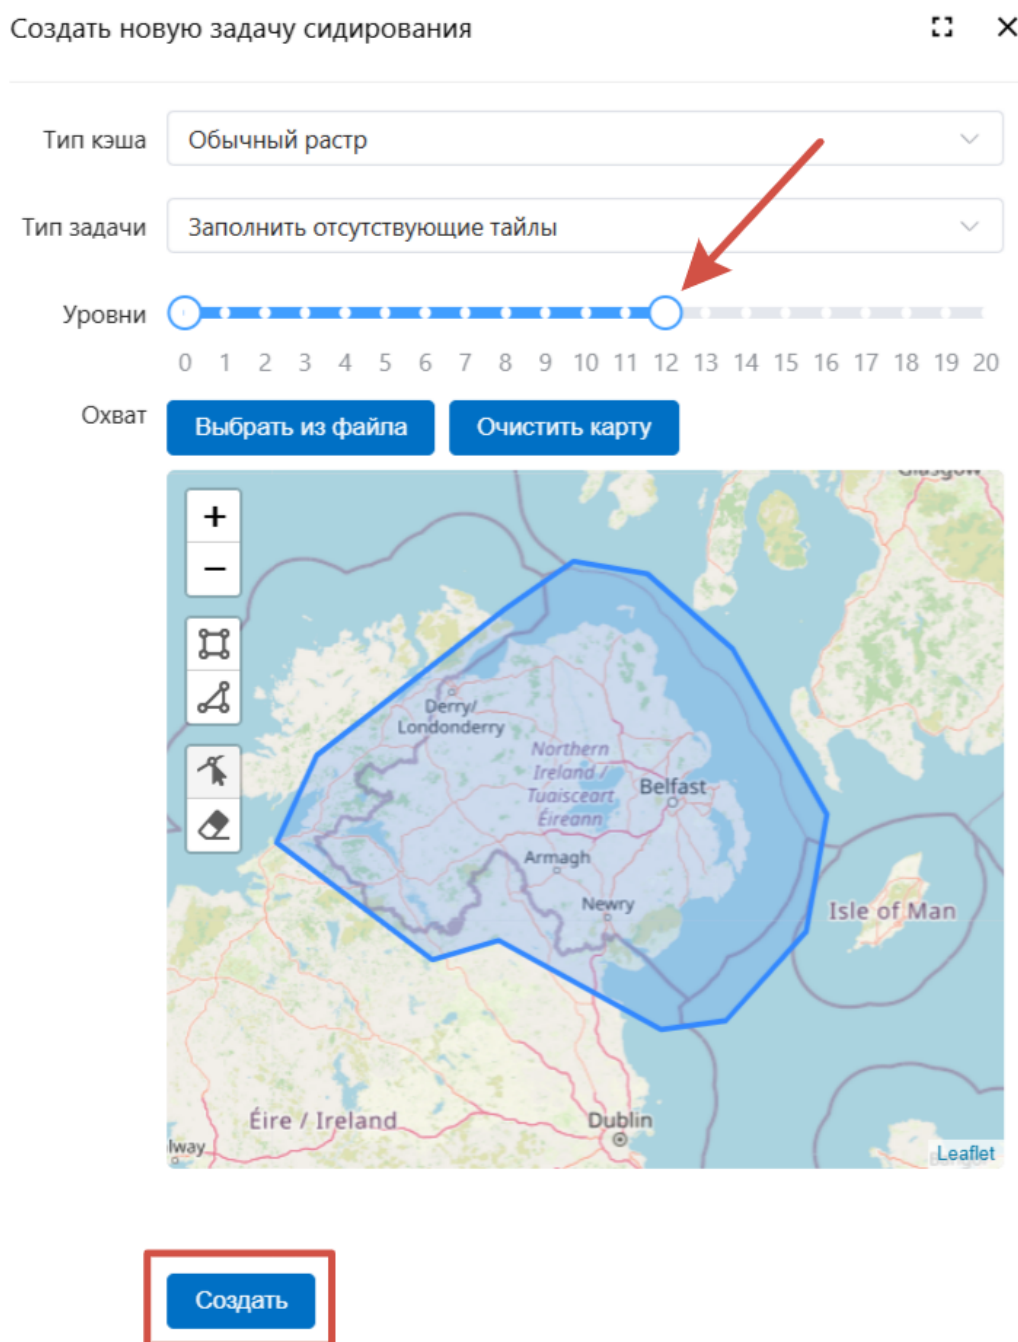 Создать новую задачу сидирования
Тип кэша
Обычный растр
Тип задачи
Заполнить отсутствующие тайлы
Уровни
0 1 2 3 4 5 6 7 8 9 10 11 12 13 14 15 16 17 18 19 20
Охват
Выбрать из файла
Очистить карту
Glasgow
+
−
Derry/
Londonderry
Northern
Ireland /
Tuaisceart
Éireann
Belfast
Armagh
Newry
Isle of Man
Éire / Ireland
Dublin
lway
Leaflet
Создать